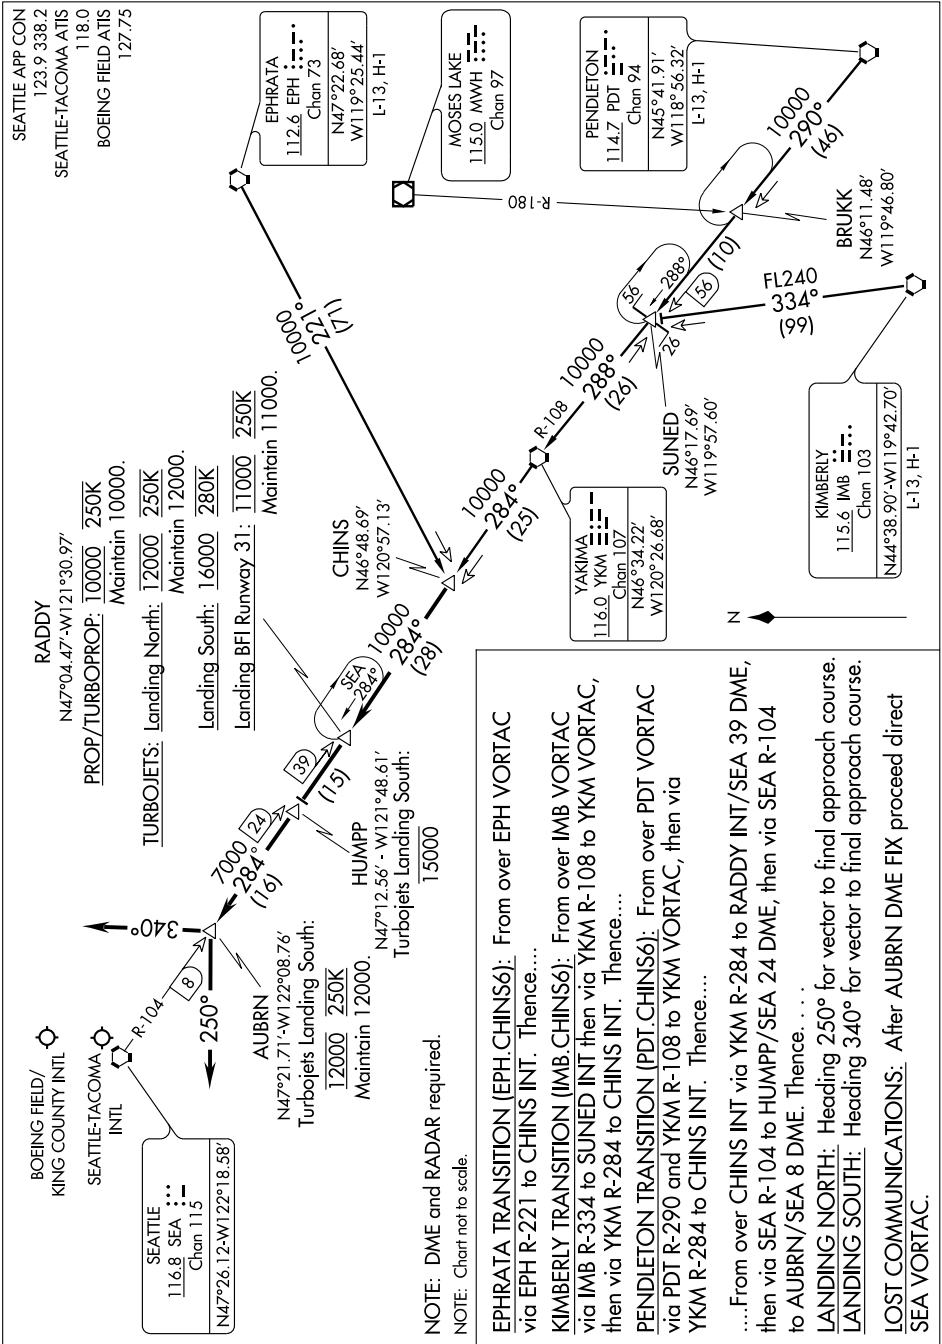 SEATTLE APP CON
123.9 338.2
SEATTLE-TACOMA ATIS
118.0
BOEING FIELD ATIS
127.75
EPHRATA
112.6 EPH
Chan 73
N47°22.68'
W119°25.44'
L-13, H-1
MOSES LAKE
115.0 MWH
Chan 97
PENDLETON
114.7 PDT
Chan 94
N45°41.91'
W118°56.32'
L-13, H-1
10000
290°
(46)
R-180
BRUKK
N46°11.48'
W119°46.80'
(10)
56
56
288°
26
FL240
334°
(99)
KIMBERLY
115.6 IMB
Chan 103
N44°38.90'-W119°42.70'
L-13, H-1
SUNED
N46°17.69'
W119°57.60'
10000
288°
(26)
R-108
YAKIMA
116.0 YKM
Chan 107
N46°34.22'
W120°26.68'
10000
284°
(25)
10000
221°
(71)
CHINS
N46°48.69'
W120°57.13'
10000
284°
(28)
RADDY
N47°04.47'-W121°30.97'
PROP/TURBOPROP: 10000 250K
Maintain 10000.
TURBOJETS: Landing North: 12000 250K
Maintain 12000.
Landing South: 16000 280K
Landing BFI Runway 31: 11000 250K
Maintain 11000.
SEA
284°
39
(15)
HUMPP
N47°12.56' - W121°48.61'
Turbojets Landing South:
15000
24
7000
284°
(16)
AUBRN
N47°21.71'-W122°08.76'
Turbojets Landing South:
12000 250K
Maintain 12000.
340°
250°
8
R-104
BOEING FIELD/
KING COUNTY INTL
SEATTLE-TACOMA
INTL
SEATTLE
116.8 SEA
Chan 115
N47°26.12-W122°18.58'
N
NOTE: DME and RADAR required.
NOTE: Chart not to scale.
EPHRATA TRANSITION (EPH.CHINS6): From over EPH VORTAC
via EPH R-221 to CHINS INT. Thence....
KIMBERLY TRANSITION (IMB.CHINS6): From over IMB VORTAC
via IMB R-334 to SUNED INT then via YKM R-108 to YKM VORTAC,
then via YKM R-284 to CHINS INT. Thence....
PENDLETON TRANSITION (PDT.CHINS6): From over PDT VORTAC
via PDT R-290 and YKM R-108 to YKM VORTAC, then via
YKM R-284 to CHINS INT. Thence....
....From over CHINS INT via YKM R-284 to RADDY INT/SEA 39 DME,
then via SEA R-104 to HUMPP/SEA 24 DME, then via SEA R-104
to AUBRN/SEA 8 DME. Thence. . . .
LANDING NORTH: Heading 250° for vector to final approach course.
LANDING SOUTH: Heading 340° for vector to final approach course.
LOST COMMUNICATIONS: After AUBRN DME FIX proceed direct
SEA VORTAC.